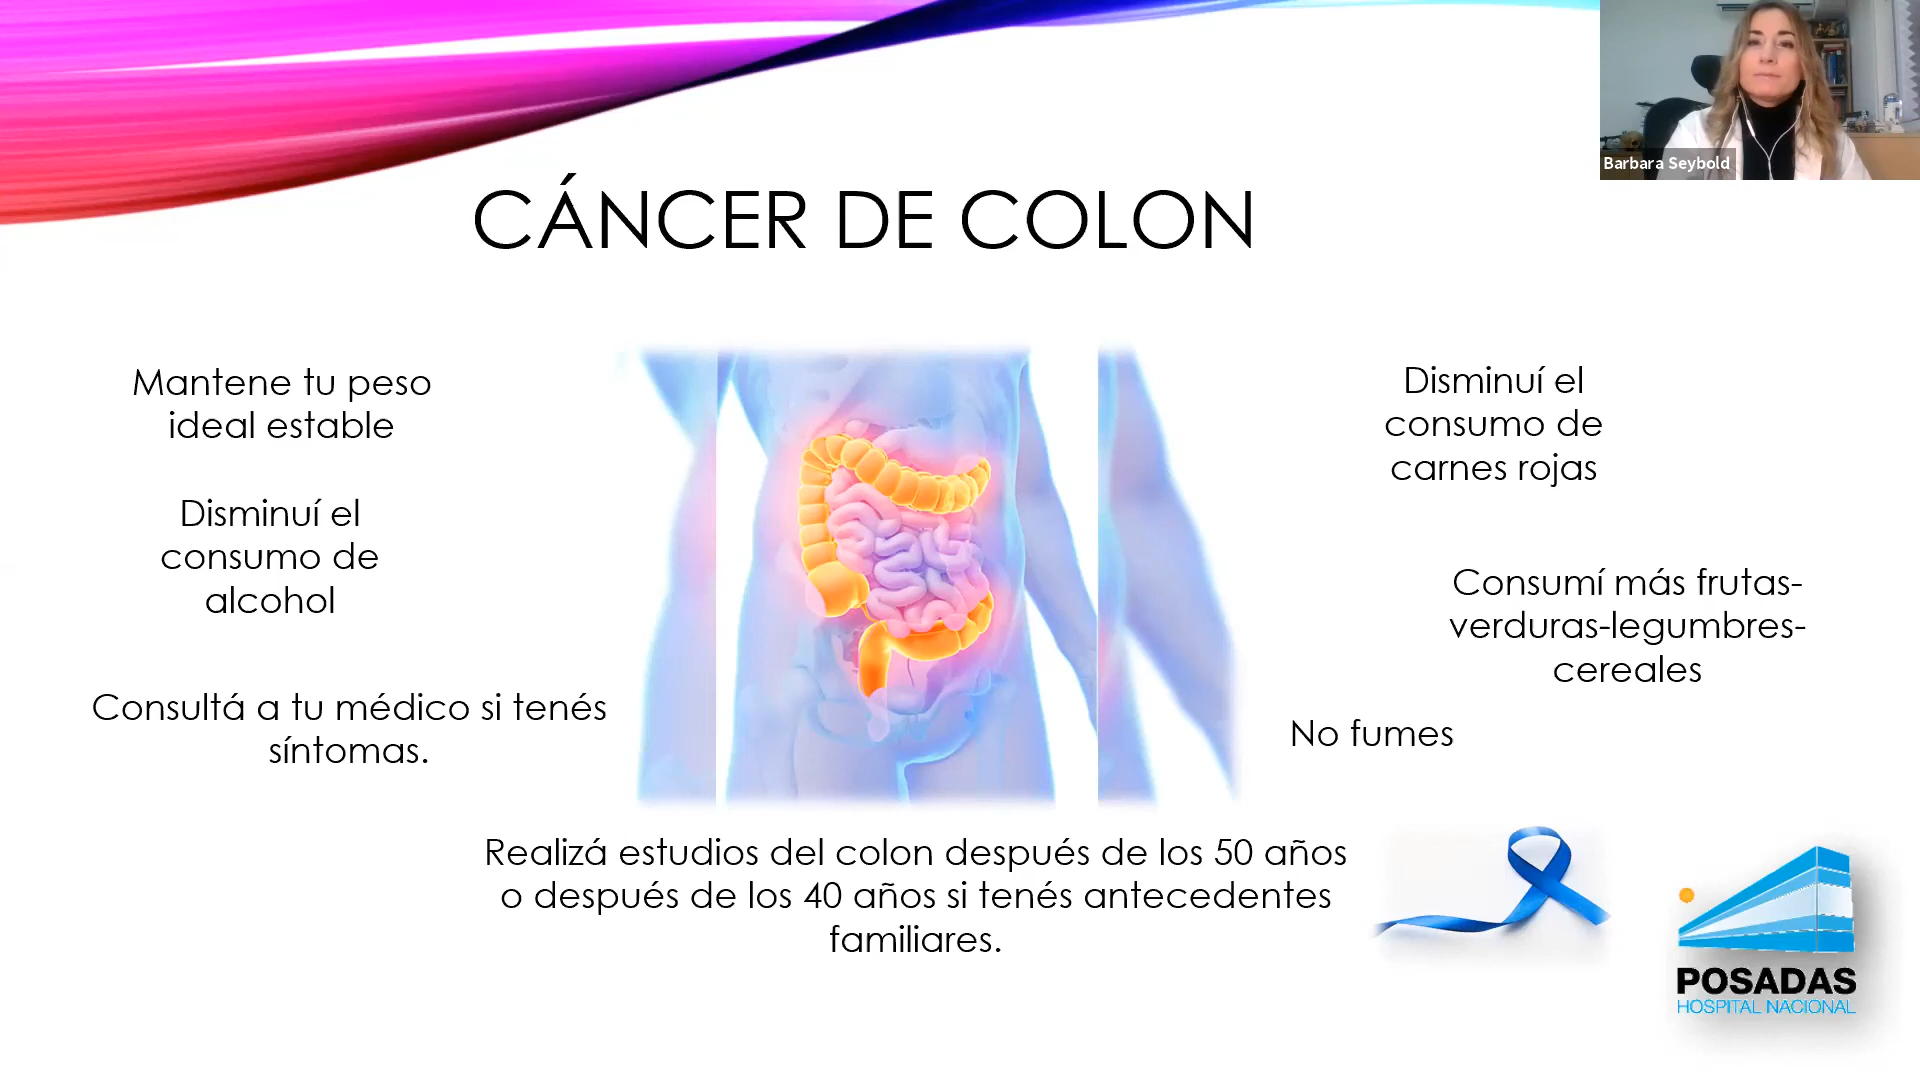 Barbara Seybold
CÁNCER DE COLON
Mantene tu peso
ideal estable
Disminuí el
consumo de
alcohol
Consultá a tu médico si tenés
síntomas.
Disminuí el
consumo de
carnes rojas
Consumí más frutas-
verduras-legumbres-
cereales
No fumes
Realizá estudios del colon después de los 50 años
o después de los 40 años si tenés antecedentes
familiares.
POSADAS
HOSPITAL NACIONAL